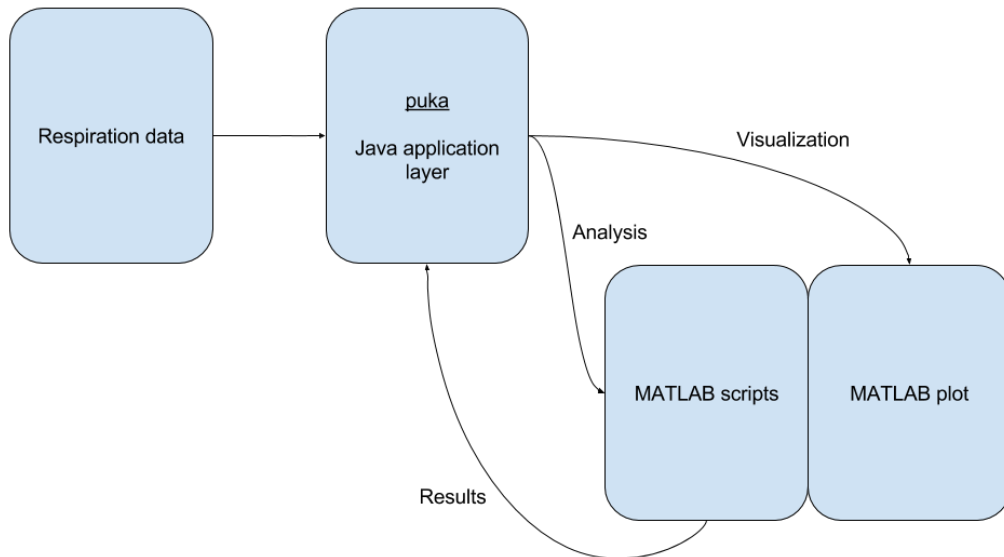 Respiration data
puka
Java application
layer
Visualization
Analysis
MATLAB scripts
MATLAB plot
Results